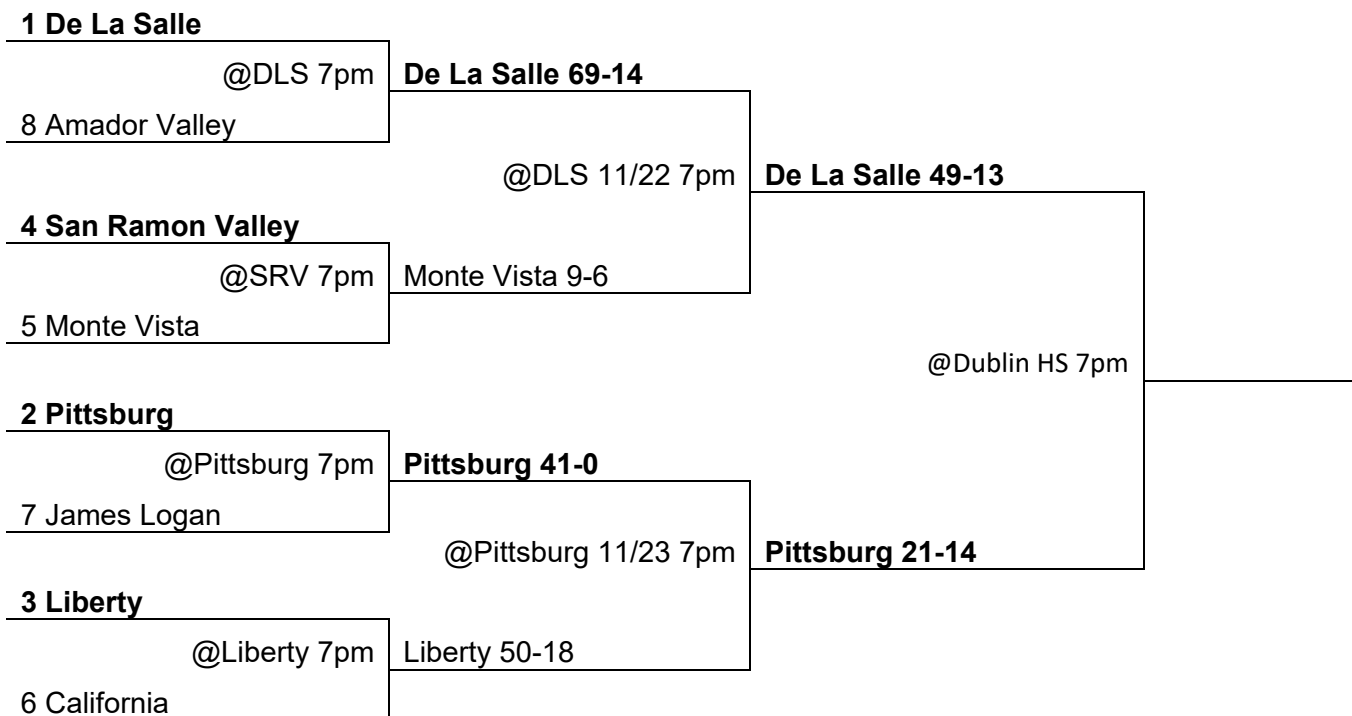 1 De La Salle
@DLS 7pm
De La Salle 69-14
8 Amador Valley
@DLS 11/22 7pm
De La Salle 49-13
4 San Ramon Valley
@SRV 7pm
Monte Vista 9-6
5 Monte Vista
@Dublin HS 7pm
2 Pittsburg
@Pittsburg 7pm
Pittsburg 41-0
7 James Logan
@Pittsburg 11/23 7pm
Pittsburg 21-14
3 Liberty
@Liberty 7pm
Liberty 50-18
6 California